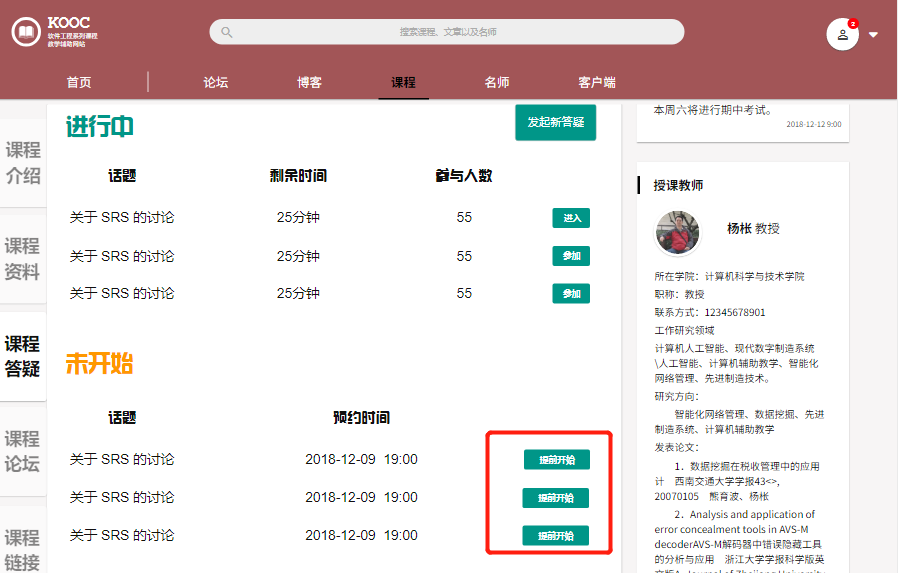 KOOC
软件工程系列课程
教学辅助网站
搜索课程、文章以及名师
2
首页
论坛
博客
课程
名师
客户端
课程
介绍
课程
资料
课程
答疑
课程
论坛
课程
链接
进行中
发起新答疑
话题 剩余时间 参与人数
关于 SRS 的讨论 25分钟 55 进入
关于 SRS 的讨论 25分钟 55 参加
关于 SRS 的讨论 25分钟 55 参加
未开始
话题 预约时间
关于 SRS 的讨论 2018-12-09 19:00 提前开始
关于 SRS 的讨论 2018-12-09 19:00 提前开始
关于 SRS 的讨论 2018-12-09 19:00 提前开始
本周六将进行期中考试。
2018-12-12 9:00
授课教师
杨枨 教授
所在学院：计算机科学与技术学院
职称：教授
联系方式：12345678901
工作研究领域
计算机人工智能、现代数字制造系统
\人工智能、计算机辅助教学、智能化
网络管理、先进制造技术。
研究方向：
智能化网络管理、数据挖掘、先进
制造系统、计算机辅助教学
发表论文：
1．数据挖掘在税收管理中的应用
计 西南交通大学学报43<>,
20070105 熊育波、杨枨
2．Analysis and application of
error concealment tools in AVS-M
decoderAVS-M解码器中错误隐藏工具
的分析与应用 浙江大学学报科学版英
文版A: Journal of Zhejiang University